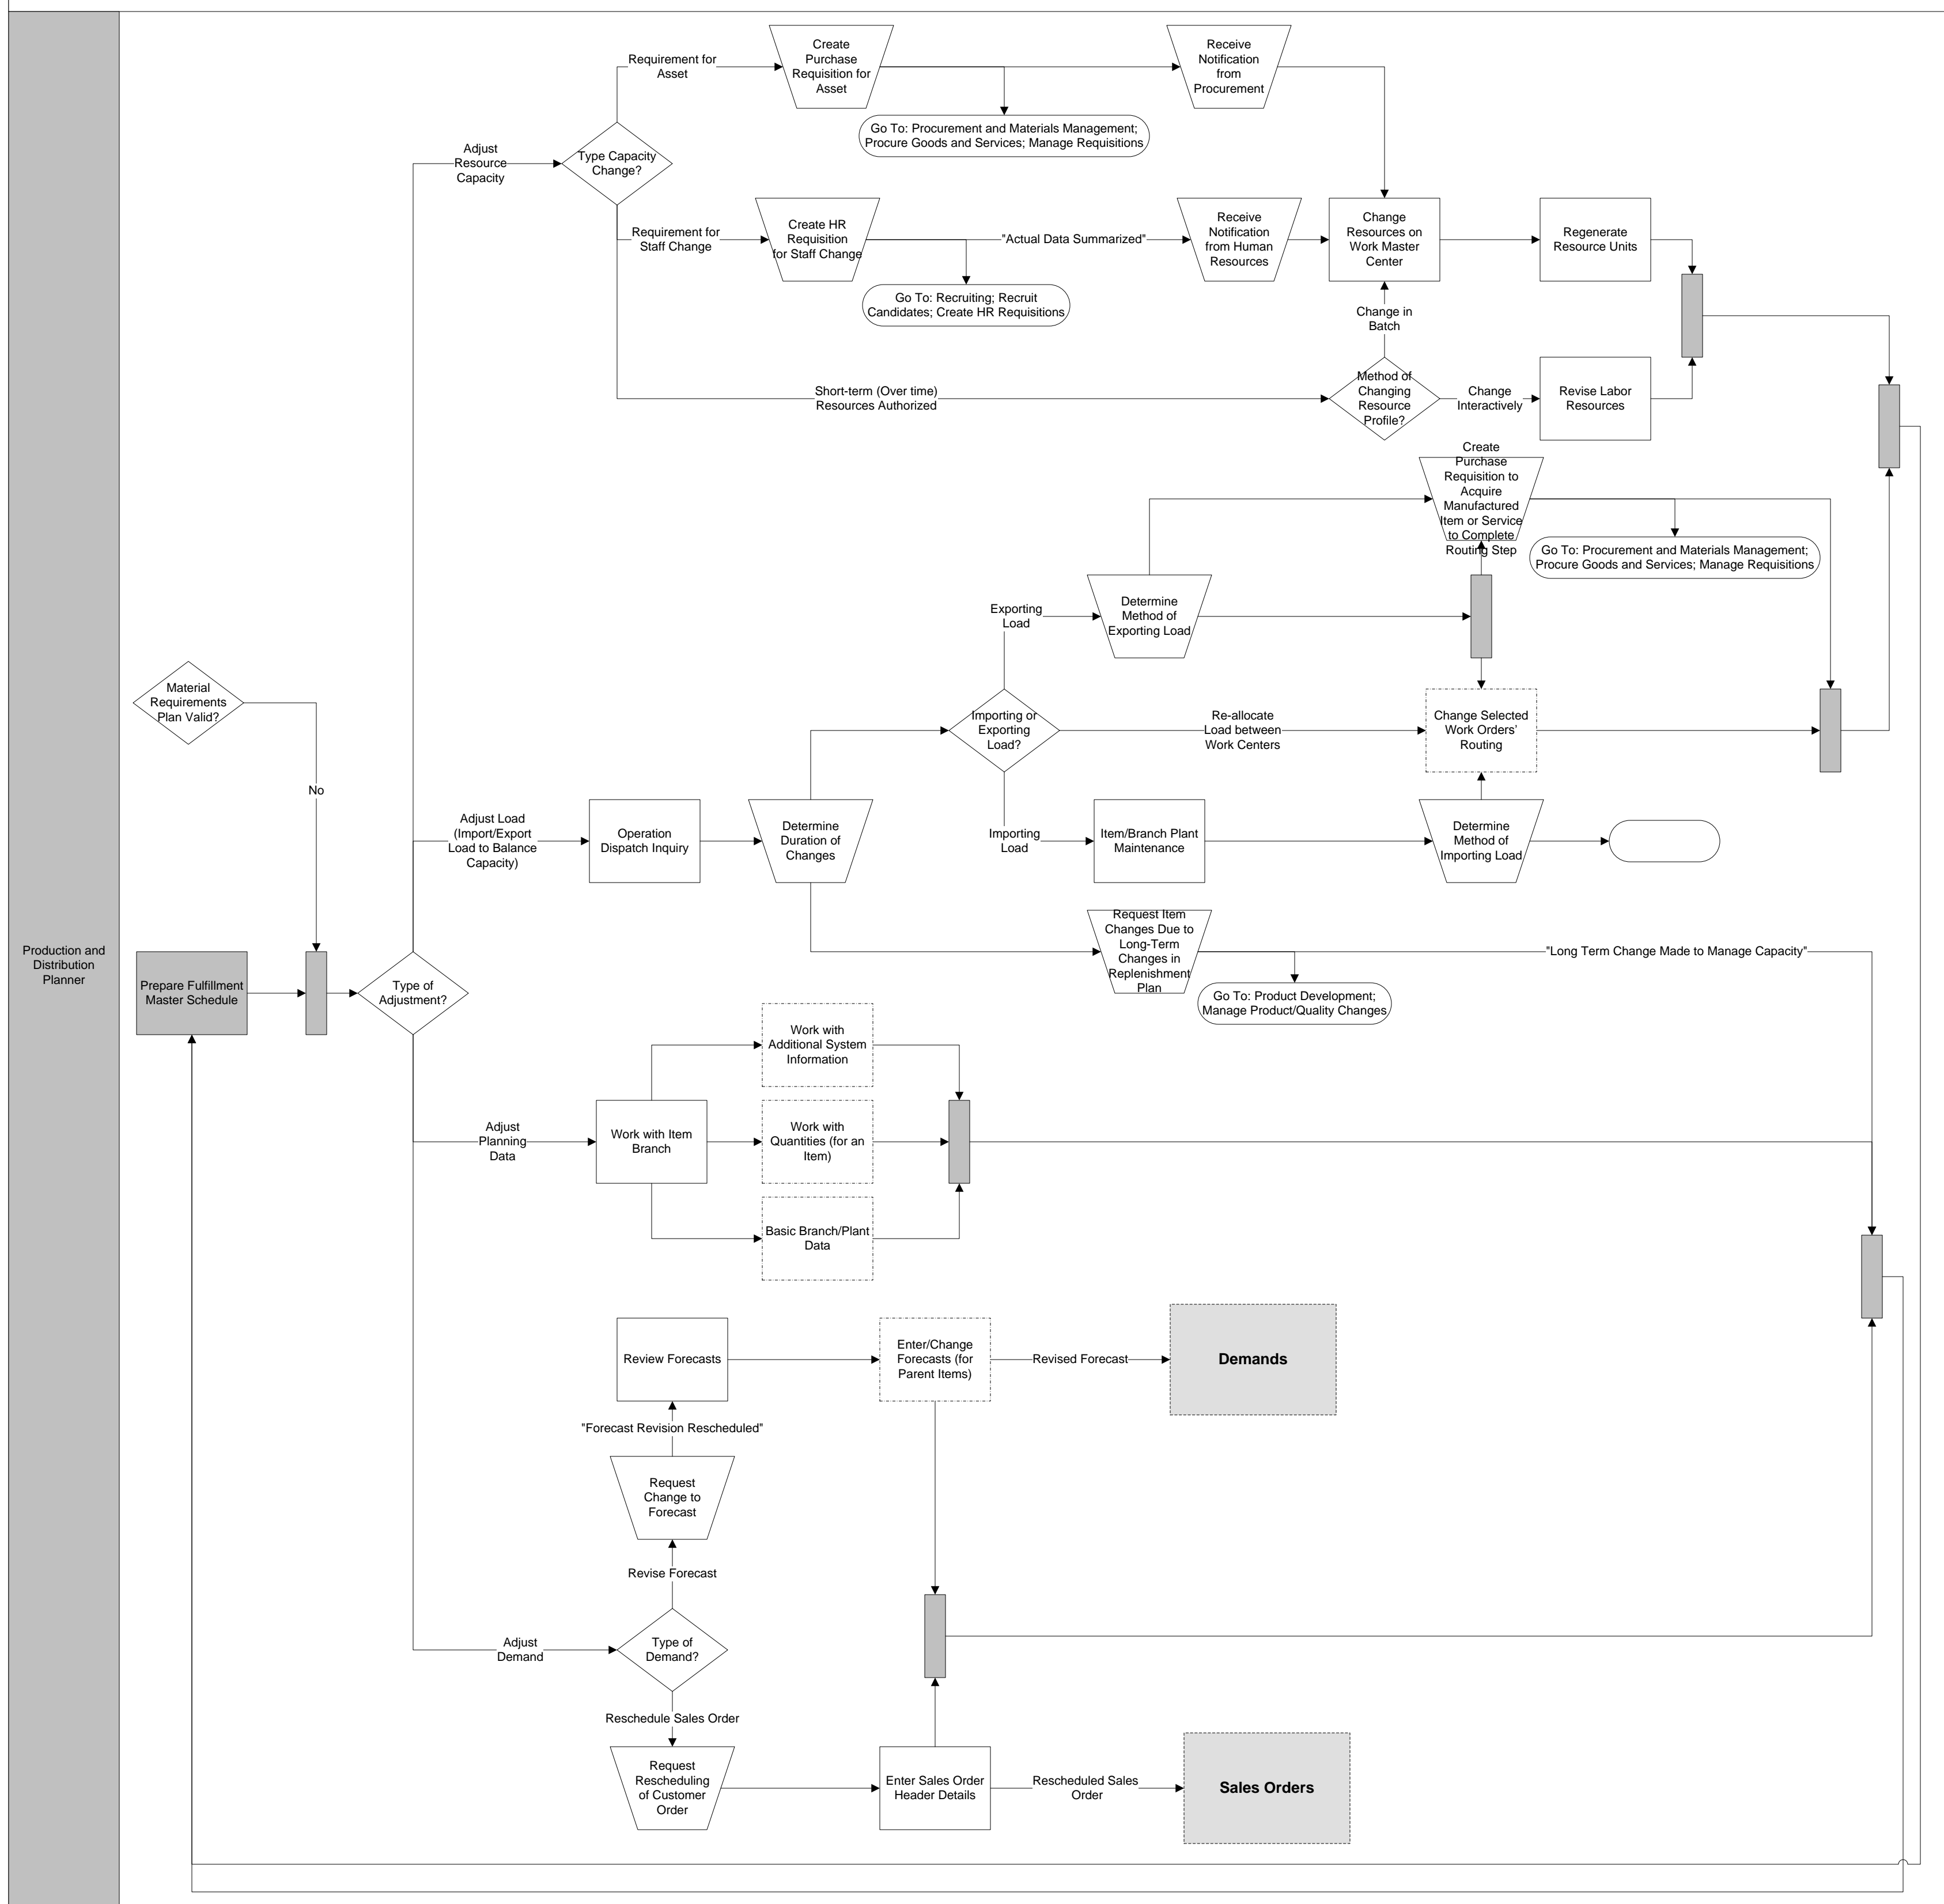 Production and
Distribution
Planner
Material
Requirements
Plan Valid?
No
Prepare Fulfillment
Master Schedule
Type of
Adjustment?
Adjust
Resource
Capacity
Type Capacity
Change?
Requirement for
Asset
Create
Purchase
Requisition for
Asset
Go To: Procurement and Materials Management;
Procure Goods and Services; Manage Requisitions
Receive
Notification
from
Procurement
Requirement for
Staff Change
Create HR
Requisition
for Staff Change
Go To: Recruiting; Recruit
Candidates; Create HR Requisitions
"Actual Data Summarized"
Receive
Notification
from Human
Resources
Change
Resources on
Work Master
Center
Regenerate
Resource Units
Short-term (Over time)
Resources Authorized
Change in
Batch
Method of
Changing
Resource
Profile?
Change
Interactively
Revise Labor
Resources
Adjust Load
(Import/Export
Load to Balance
Capacity)
Operation
Dispatch Inquiry
Determine
Duration of
Changes
Importing or
Exporting
Load?
Exporting
Load
Determine
Method of
Exporting Load
Create
Purchase
Requisition to
Acquire
Manufactured
Item or Service
to Complete
Routing Step
Go To: Procurement and Materials Management;
Procure Goods and Services; Manage Requisitions
Re-allocate
Load between
Work Centers
Change Selected
Work Orders'
Routing
Importing
Load
Item/Branch Plant
Maintenance
Determine
Method of
Importing Load
Request Item
Changes Due to
Long-Term
Changes in
Replenishment
Plan
Go To: Product Development;
Manage Product/Quality Changes
"Long Term Change Made to Manage Capacity"
Adjust
Planning
Data
Work with Item
Branch
Work with
Additional System
Information
Work with
Quantities (for an
Item)
Basic Branch/Plant
Data
Adjust
Demand
Type of
Demand?
Revise Forecast
Request
Change to
Forecast
"Forecast Revision Rescheduled"
Review Forecasts
Enter/Change
Forecasts (for
Parent Items)
Revised Forecast
Demands
Reschedule Sales Order
Request
Rescheduling
of Customer
Order
Enter Sales Order
Header Details
Rescheduled Sales
Order
Sales Orders